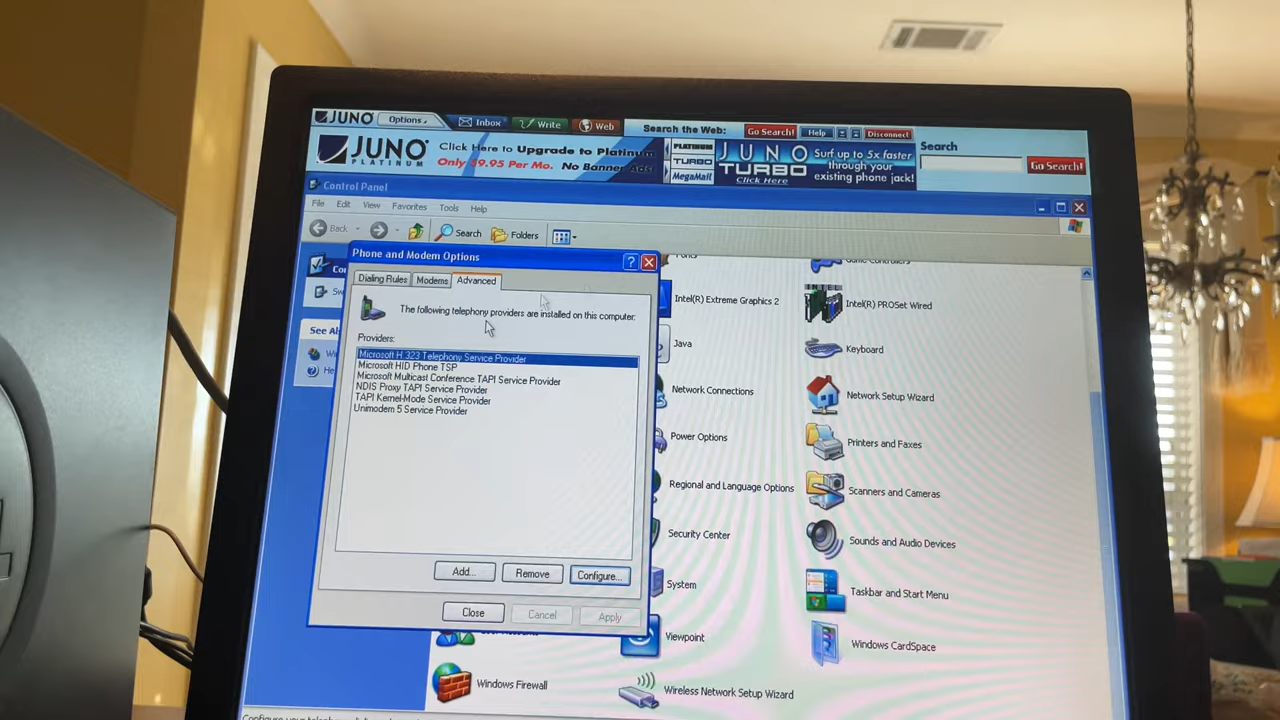 JUNO Options Inbox Write Web Search the Web: Go Search! Help Disconnect
JUNO PLATINUM
Click Here to Upgrade to Platinum
Only $9.95 Per Mo. No Banner Ads!
PLATINUM
TURBO
MegaMail
JUNO TURBO
Click Here
Surf up to 5x faster
through your
existing phone jack!
Search
Go Search!
Control Panel
File Edit View Favorites Tools Help
Back Search Folders
Phone and Modem Options
Dialing Rules Modems Advanced
The following telephony providers are installed on this computer:
Providers:
Microsoft H.323 Telephony Service Provider
Microsoft HID Phone TSP
Microsoft Multicast Conference TAPI Service Provider
NDIS Proxy TAPI Service Provider
TAPI Kernel-Mode Service Provider
Unimodem 5 Service Provider
Add... Remove Configure...
Close Cancel Apply
See Al
Intel(R) Extreme Graphics 2
Intel(R) PROSet Wired
Java
Keyboard
Network Connections
Network Setup Wizard
Power Options
Printers and Faxes
Regional and Language Options
Scanners and Cameras
Security Center
Sounds and Audio Devices
System
Taskbar and Start Menu
Viewpoint
Windows CardSpace
Windows Firewall
Wireless Network Setup Wizard